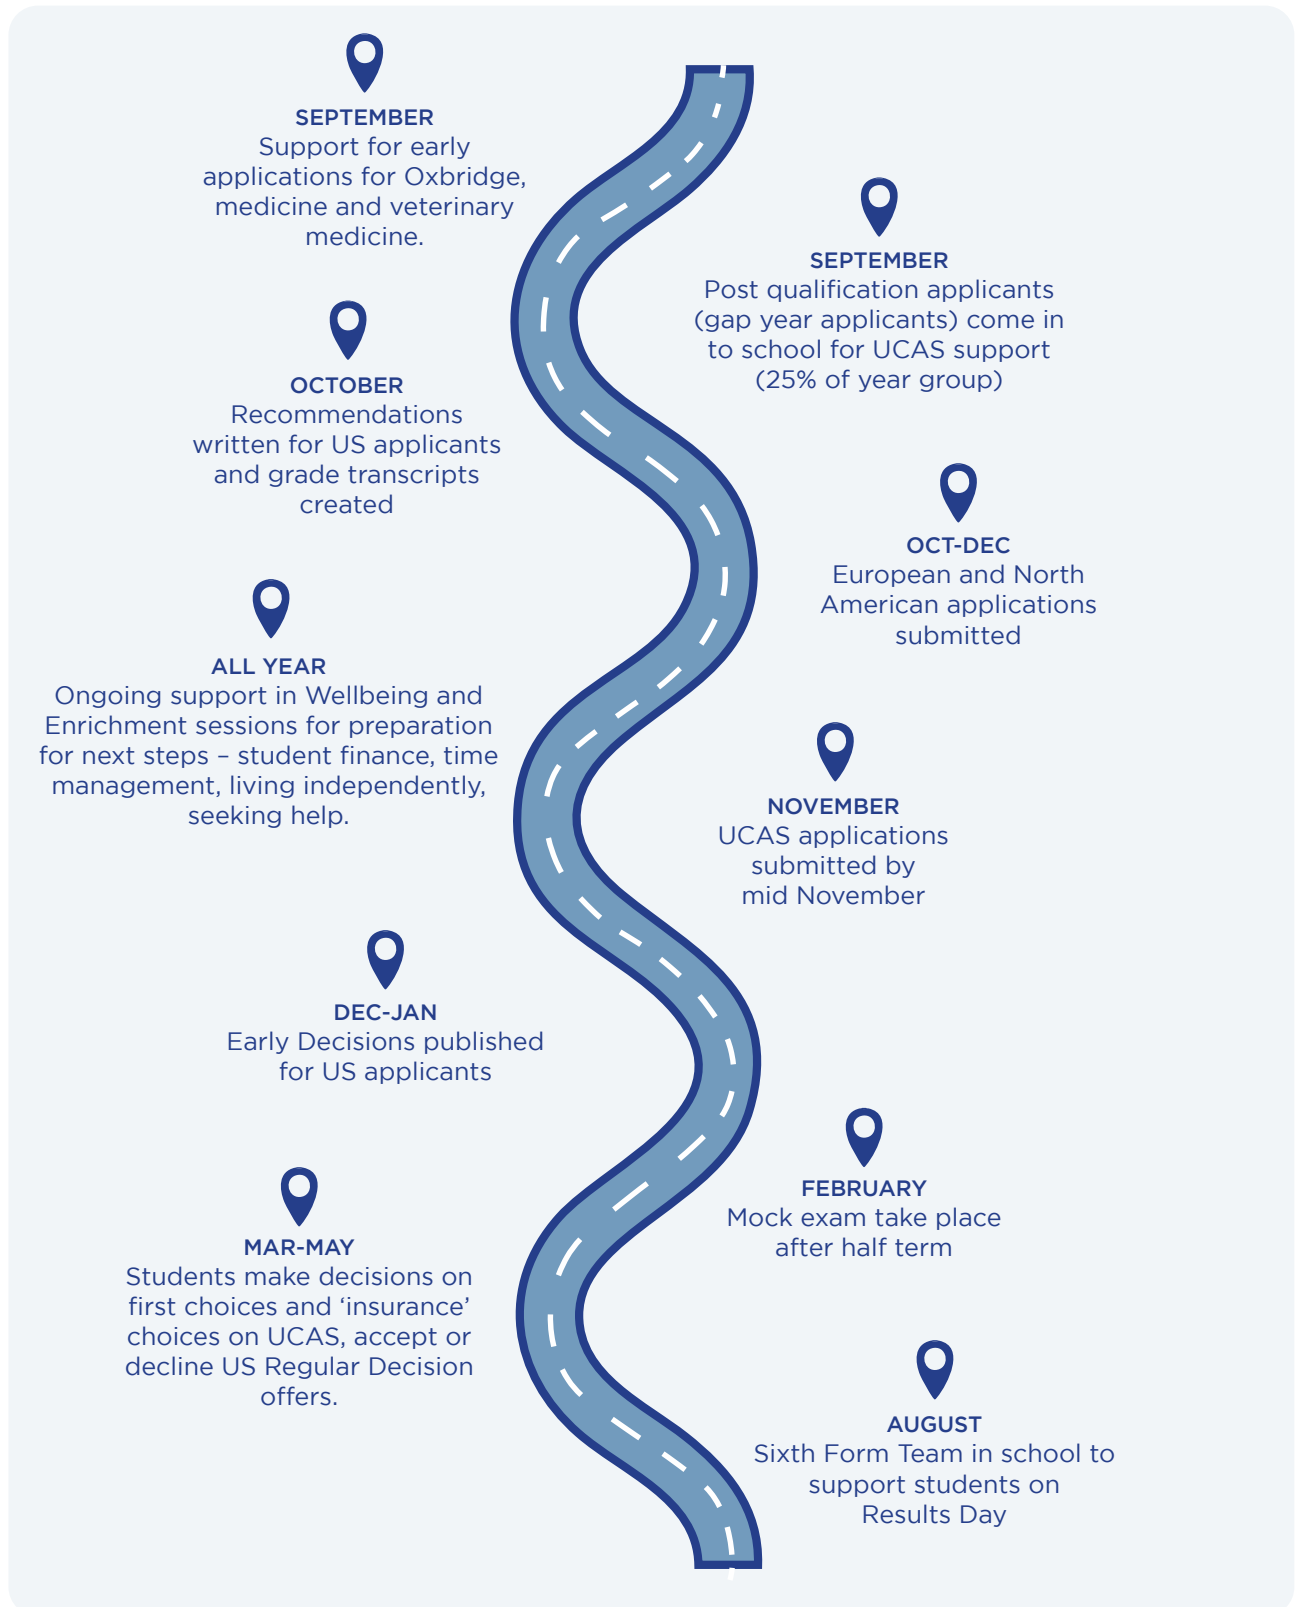 SEPTEMBER
Support for early
applications for Oxbridge,
medicine and veterinary
medicine.
SEPTEMBER
Post qualification applicants
(gap year applicants) come in
to school for UCAS support
(25% of year group)
OCTOBER
Recommendations
written for US applicants
and grade transcripts
created
OCT-DEC
European and North
American applications
submitted
ALL YEAR
Ongoing support in Wellbeing and
Enrichment sessions for preparation
for next steps – student finance, time
management, living independently,
seeking help.
NOVEMBER
UCAS applications
submitted by
mid November
DEC-JAN
Early Decisions published
for US applicants
FEBRUARY
Mock exam take place
after half term
MAR-MAY
Students make decisions on
first choices and ‘insurance’
choices on UCAS, accept or
decline US Regular Decision
offers.
AUGUST
Sixth Form Team in school to
support students on
Results Day